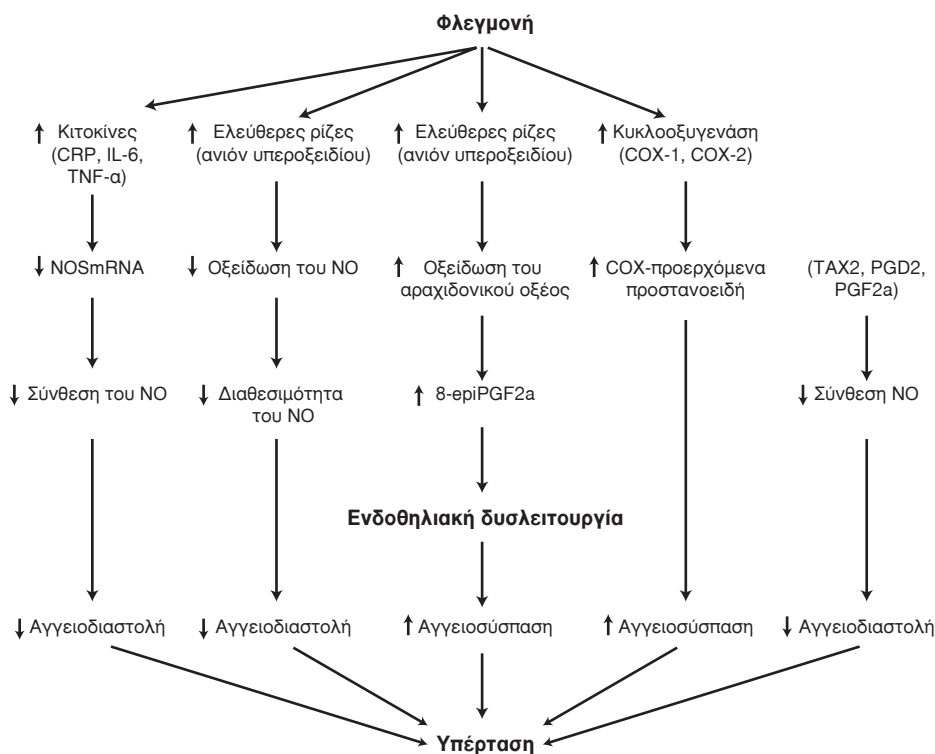 Φλεγμονή
↑ Κιτοκίνες
(CRP, IL-6,
TNF-α)
↑ Ελεύθερες ρίζες
(ανιόν υπεροξειδίου)
↑ Ελεύθερες ρίζες
(ανιόν υπεροξειδίου)
↑ Κυκλοοξυγενάση
(COX-1, COX-2)
↓ NOSmRNA
↓ Οξείδωση του NO
↑ Οξείδωση του
αραχιδονικού οξέος
↑ COX-προερχόμενα
προστανοειδή
(TAX2, PGD2,
PGF2a)
↓ Σύνθεση του NO
↓ Διαθεσιμότητα
του NO
↑ 8-epiPGF2a
↓ Σύνθεση NO
Ενδοθηλιακή δυσλειτουργία
↓ Αγγειοδιαστολή
↓ Αγγειοδιαστολή
↑ Αγγειοσύσπαση
↑ Αγγειοσύσπαση
↓ Αγγειοδιαστολή
Υπέρταση